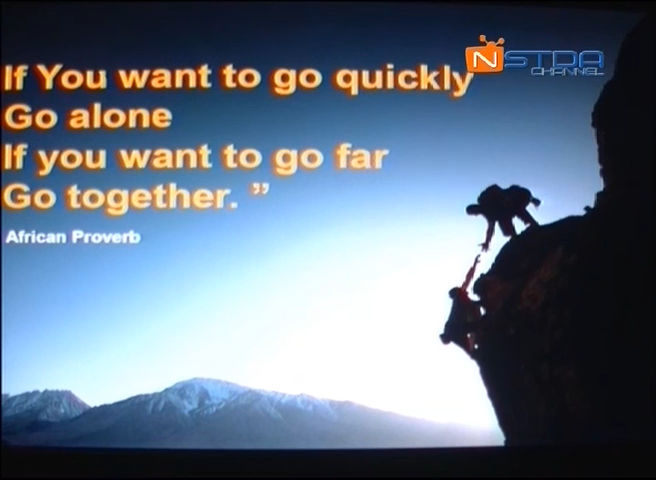 NSTDA
CHANNEL
If You want to go quickly
Go alone
If you want to go far
Go together. ”
African Proverb